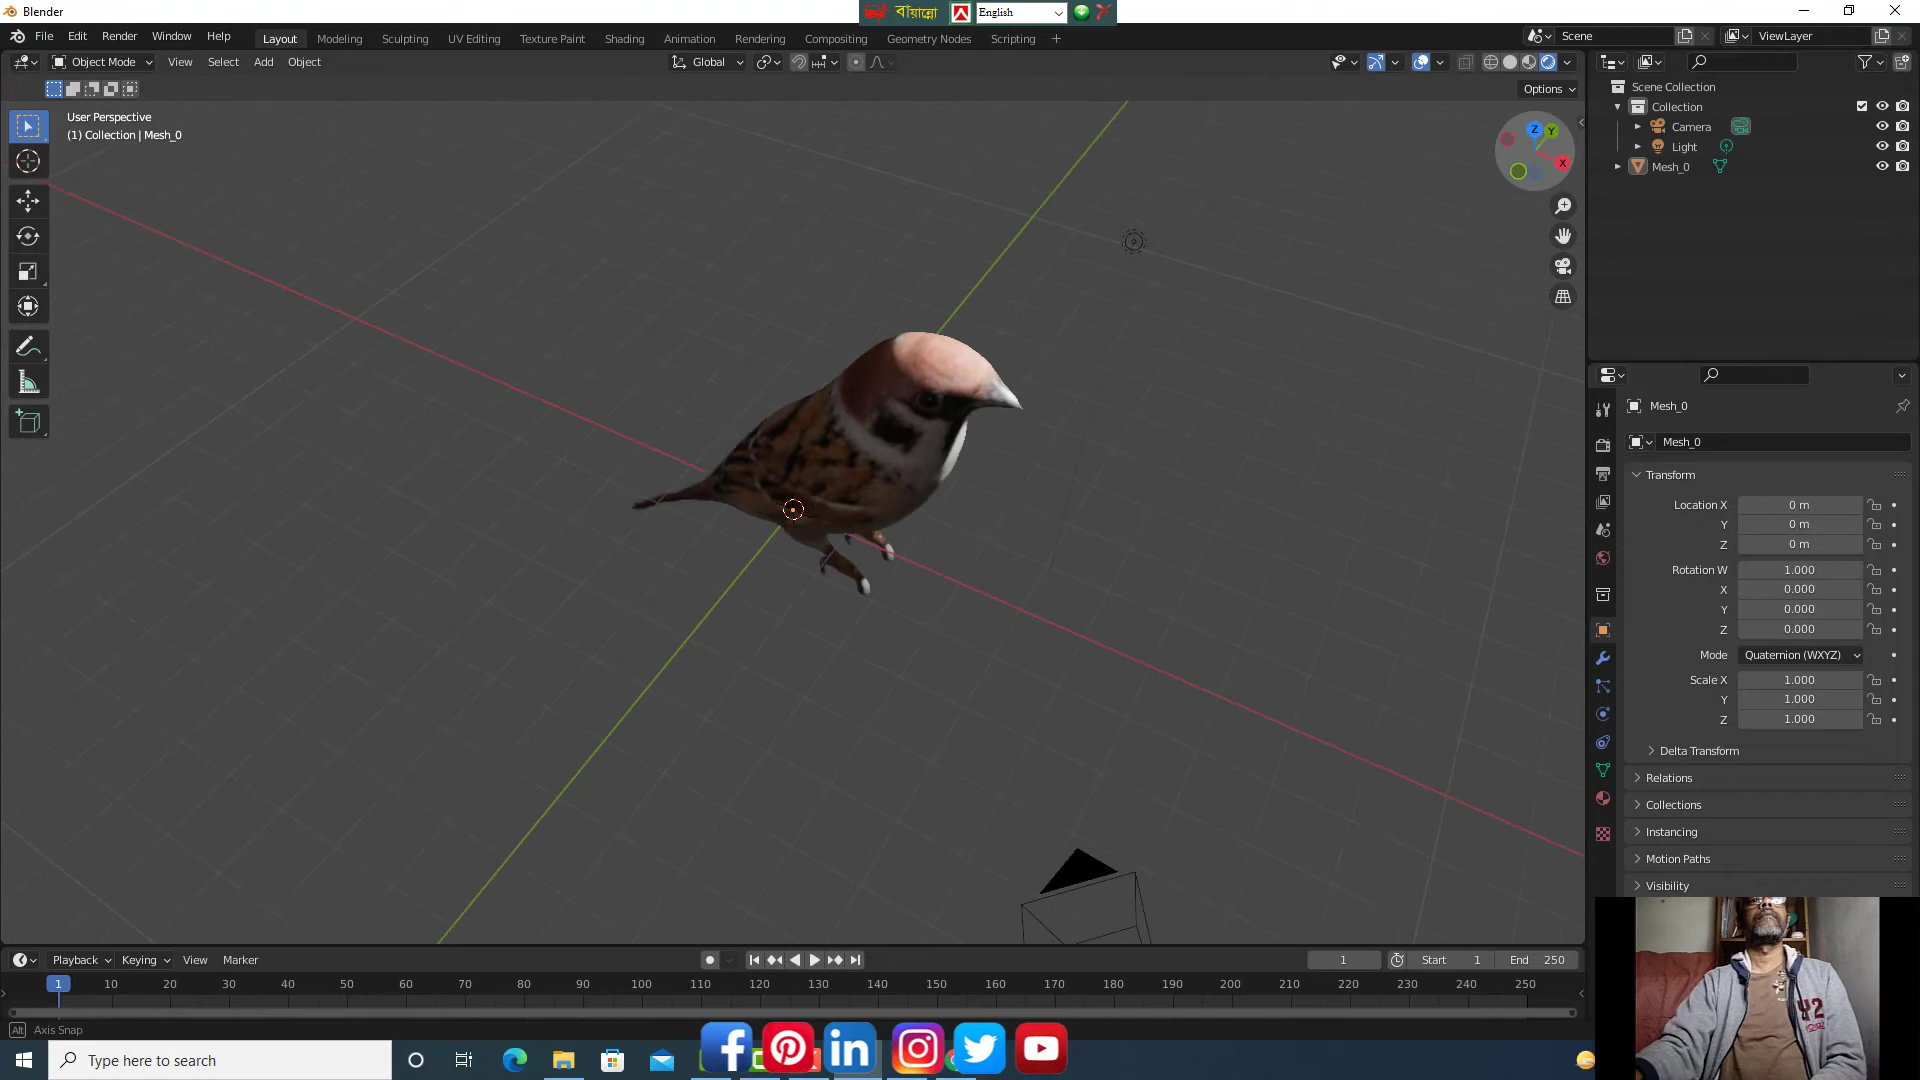 Blender
বায়ান্নো
English
File Edit Render Window Help
Layout Modeling Sculpting UV Editing Texture Paint Shading Animation Rendering Compositing Geometry Nodes Scripting +
Scene
ViewLayer
Object Mode View Select Add Object
Global
Options
User Perspective
(1) Collection | Mesh_0
Z Y X
Scene Collection
Collection
Camera
Light
Mesh_0
Mesh_0
Mesh_0
Transform
Location X 0 m
Y 0 m
Z 0 m
Rotation W 1.000
X 0.000
Y 0.000
Z 0.000
Mode Quaternion (WXYZ)
Scale X 1.000
Y 1.000
Z 1.000
Delta Transform
Relations
Collections
Instancing
Motion Paths
Visibility
Playback Keying View Marker
1 Start 1 End 250
1 10 20 30 40 50 60 70 80 90 100 110 120 130 140 150 160 170 180 190 200 210 220 230 240 250
Alt Axis Snap
Type here to search
Y2